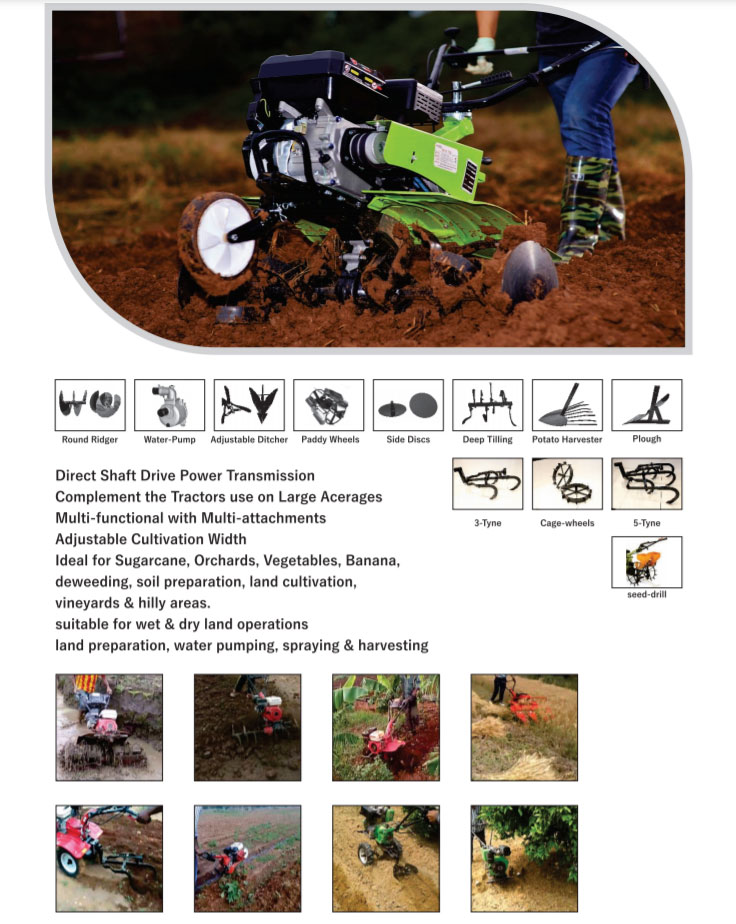 Round Ridger
Water-Pump
Adjustable Ditcher
Paddy Wheels
Side Discs
Deep Tilling
Potato Harvester
Plough
Direct Shaft Drive Power Transmission
Complement the Tractors use on Large Acerages
Multi-functional with Multi-attachments
Adjustable Cultivation Width
Ideal for Sugarcane, Orchards, Vegetables, Banana,
deweeding, soil preparation, land cultivation,
vineyards & hilly areas.
suitable for wet & dry land operations
land preparation, water pumping, spraying & harvesting
3-Tyne
Cage-wheels
5-Tyne
seed-drill